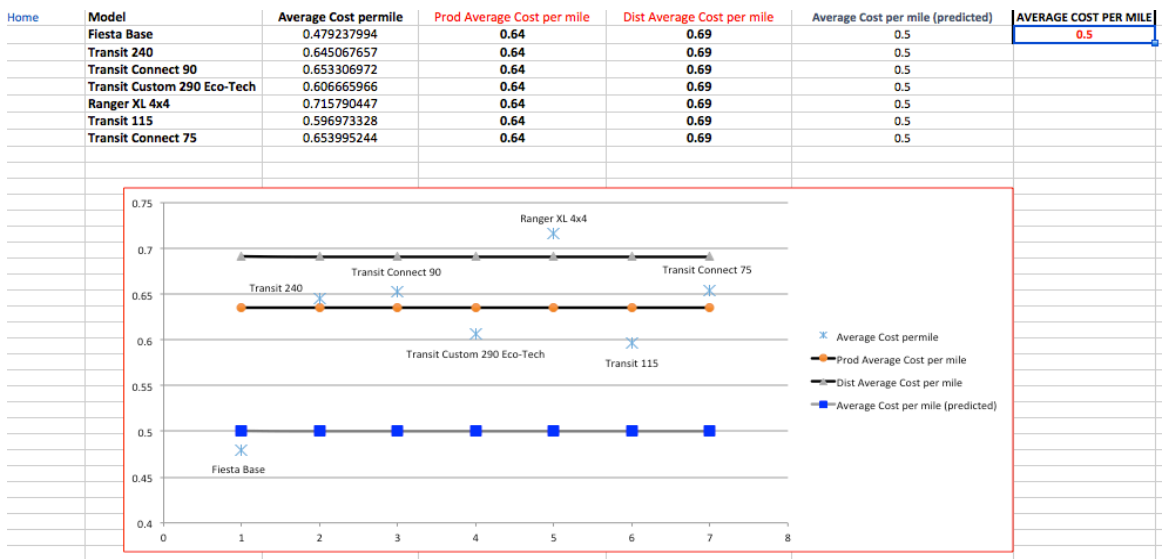 Home Model Average Cost permile Prod Average Cost per mile Dist Average Cost per mile Average Cost per mile (predicted) AVERAGE COST PER MILE
Fiesta Base 0.479237994 0.64 0.69 0.5 0.5
Transit 240 0.645067657 0.64 0.69 0.5
Transit Connect 90 0.653306972 0.64 0.69 0.5
Transit Custom 290 Eco-Tech 0.606665966 0.64 0.69 0.5
Ranger XL 4x4 0.715790447 0.64 0.69 0.5
Transit 115 0.596973328 0.64 0.69 0.5
Transit Connect 75 0.653995244 0.64 0.69 0.5
0.75
Ranger XL 4x4
0.7
Transit Connect 90 Transit Connect 75
Transit 240
0.65
0.6
Transit Custom 290 Eco-Tech
Transit 115
0.55
0.5
Fiesta Base
0.45
0.4
0 1 2 3 4 5 6 7 8
Average Cost permile
Prod Average Cost per mile
Dist Average Cost per mile
Average Cost per mile (predicted)